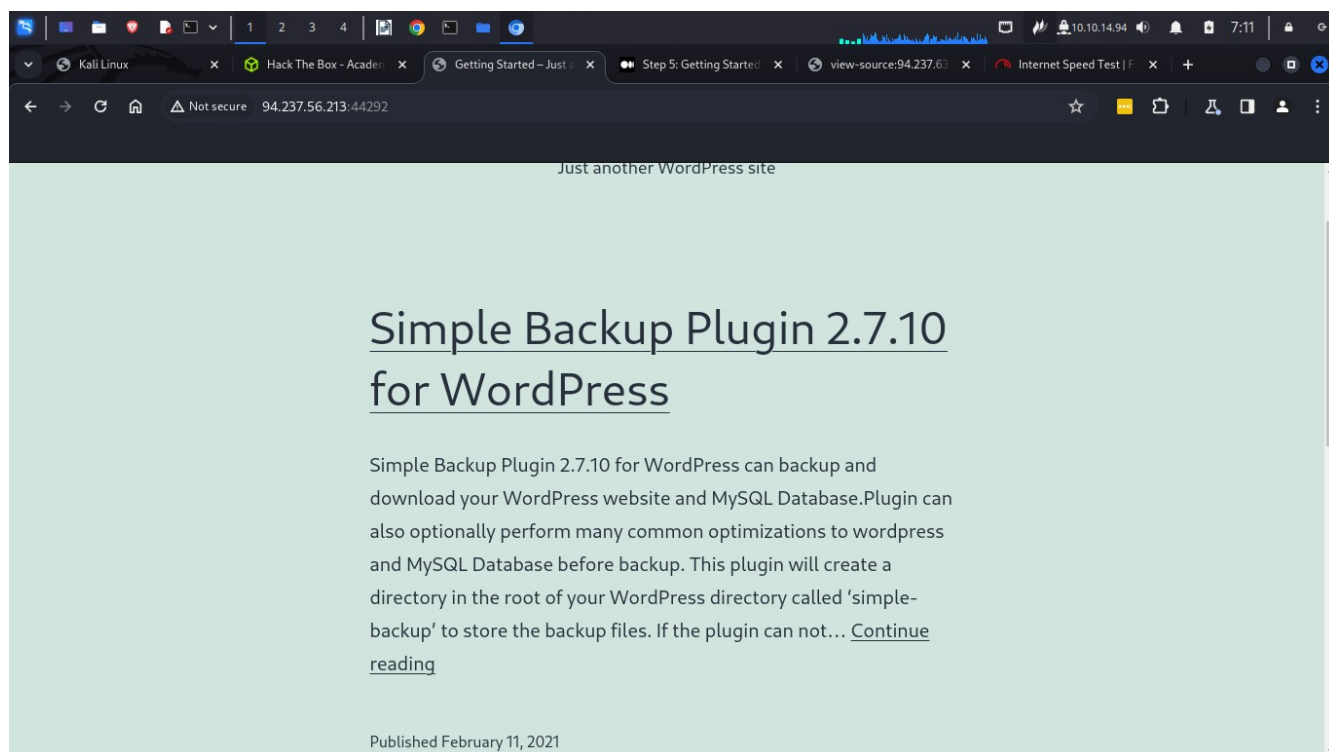 1 2 3 4 10.10.14.94 7:11
Kali Linux Hack The Box - Academ Getting Started – Just a Step 5: Getting Started view-source:94.237.63 Internet Speed Test | F
Not secure 94.237.56.213:44292
Just another WordPress site
Simple Backup Plugin 2.7.10
for WordPress
Simple Backup Plugin 2.7.10 for WordPress can backup and
download your WordPress website and MySQL Database.Plugin can
also optionally perform many common optimizations to wordpress
and MySQL Database before backup. This plugin will create a
directory in the root of your WordPress directory called ‘simple-
backup’ to store the backup files. If the plugin can not… Continue
reading
Published February 11, 2021